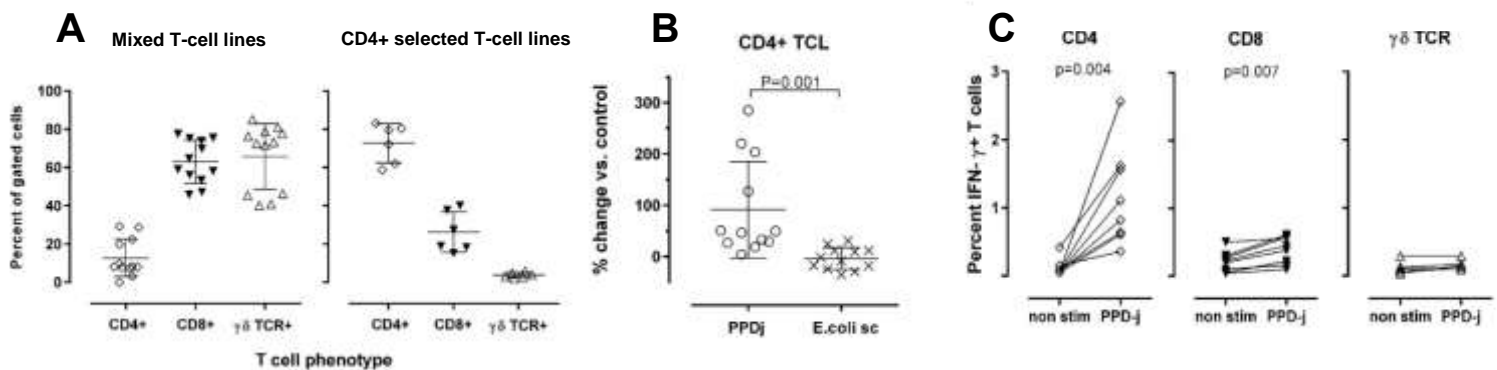 A
Mixed T-cell lines
CD4+ selected T-cell lines
Percent of gated cells
100
80
60
40
20
0
CD4+
CD8+
γδ TCR+
CD4+
CD8+
γδ TCR+
T cell phenotype
B
CD4+ TCL
P=0.001
% change vs. control
300
200
100
0
PPDj
E.coli sc
C
CD4
CD8
γδ TCR
p=0.004
p=0.007
Percent IFN- γ+ T cells
3
2
1
non stim
PPD-j
non stim
PPD-j
non stim
PPD-j